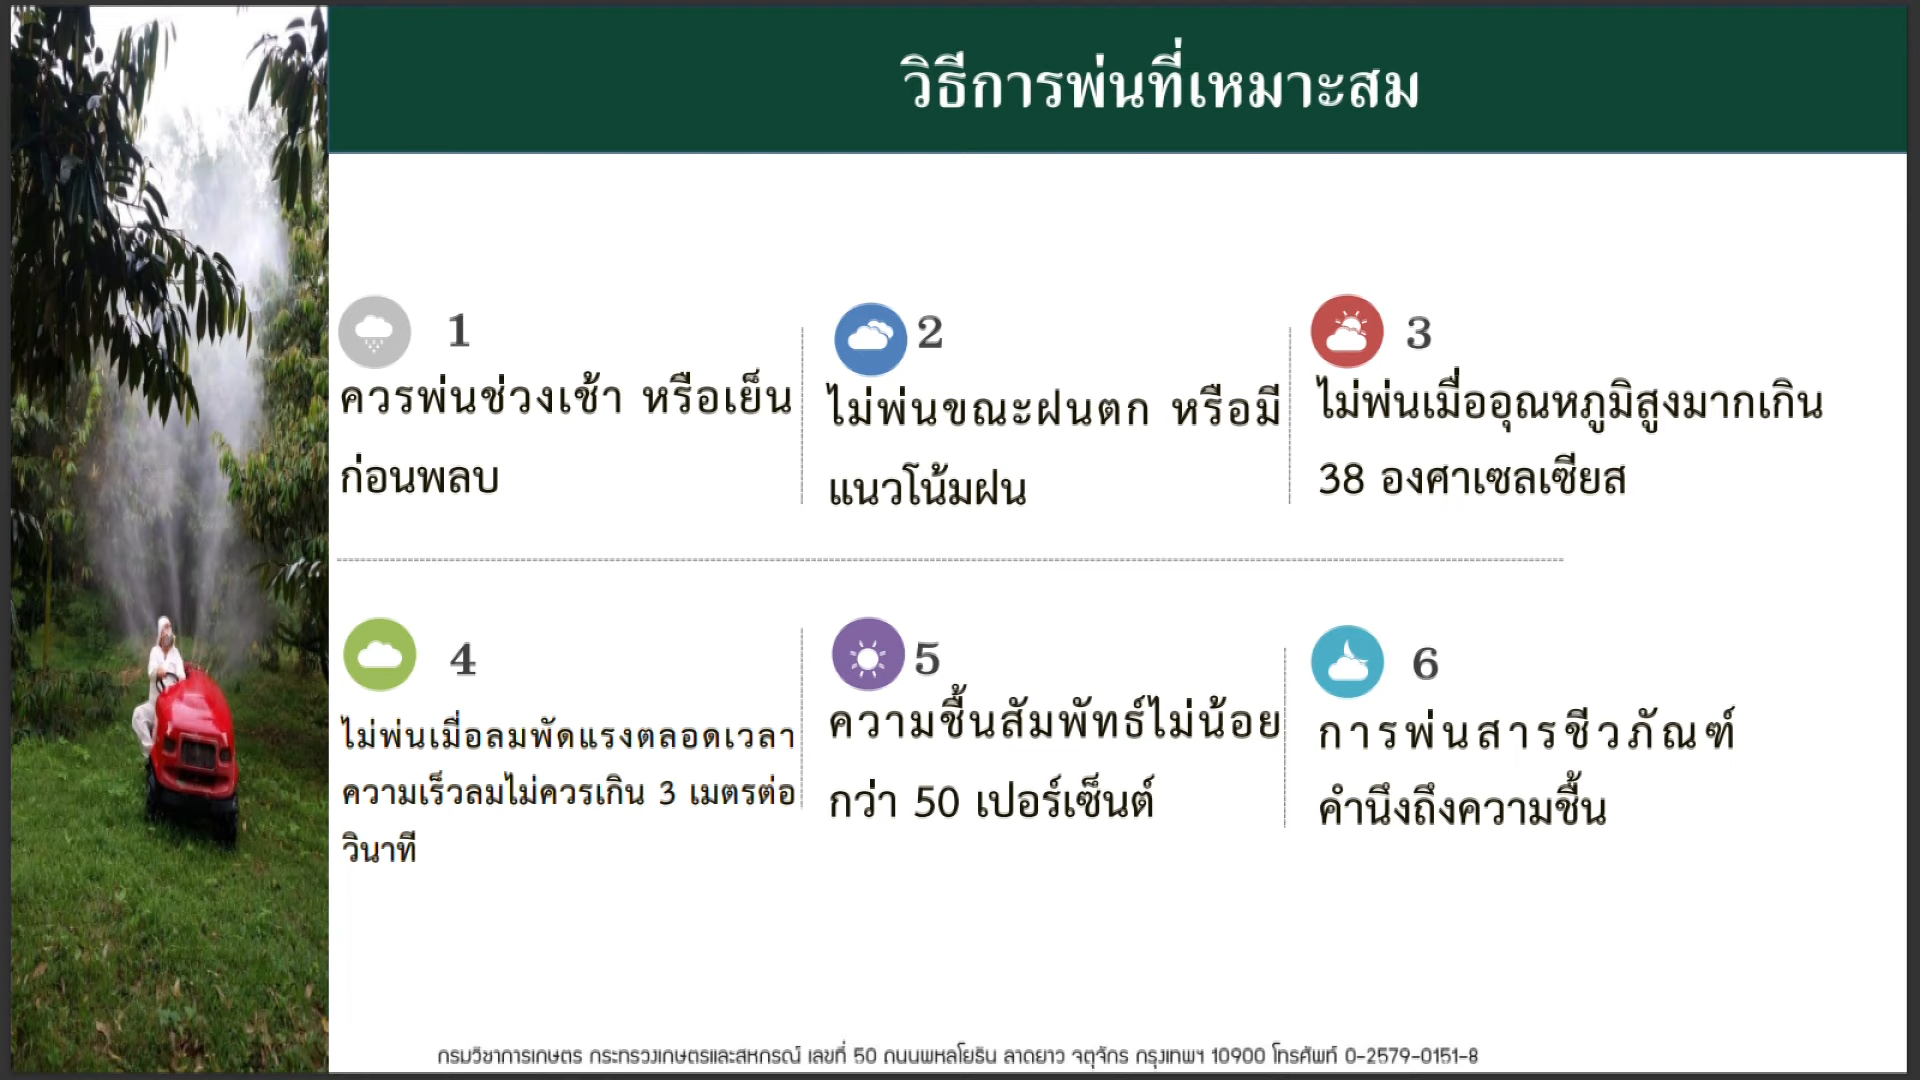 วิธีการพ่นที่เหมาะสม
1
ควรพ่นช่วงเช้า หรือเย็น
ก่อนพลบ
2
ไม่พ่นขณะฝนตก หรือมี
แนวโน้มฝน
3
ไม่พ่นเมื่ออุณหภูมิสูงมากเกิน
38 องศาเซลเซียส
4
ไม่พ่นเมื่อลมพัดแรงตลอดเวลา
ความเร็วลมไม่ควรเกิน 3 เมตรต่อ
วินาที
5
ความชื้นสัมพัทธ์ไม่น้อย
กว่า 50 เปอร์เซ็นต์
6
การพ่นสารชีวภัณฑ์
คำนึงถึงความชื้น
กรมวิชาการเกษตร กระทรวงเกษตรและสหกรณ์ เลขที่ 50 ถนนพหลโยธิน ลาดยาว จตุจักร กรุงเทพฯ 10900 โทรศัพท์ 0-2579-0151-8